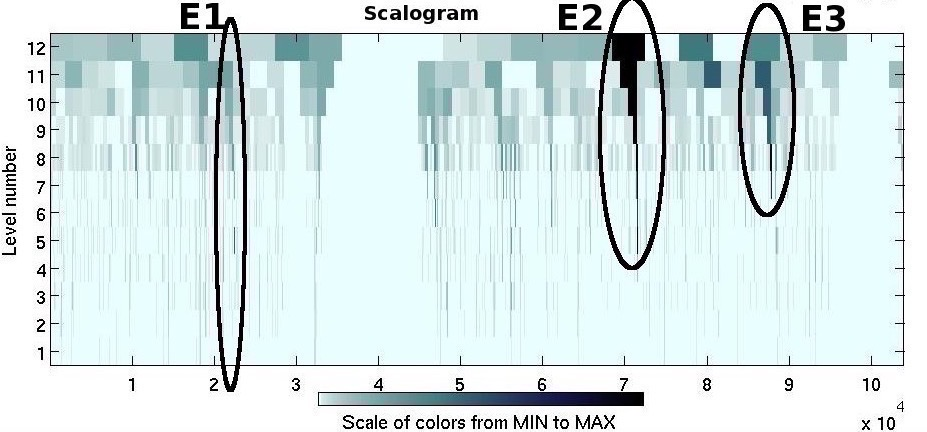 E1 Scalogram E2 E3
12
11
10
9
8
7
6
5
4
3
2
1
Level number
1 2 3 4 5 6 7 8 9 10
x 10 4
Scale of colors from MIN to MAX